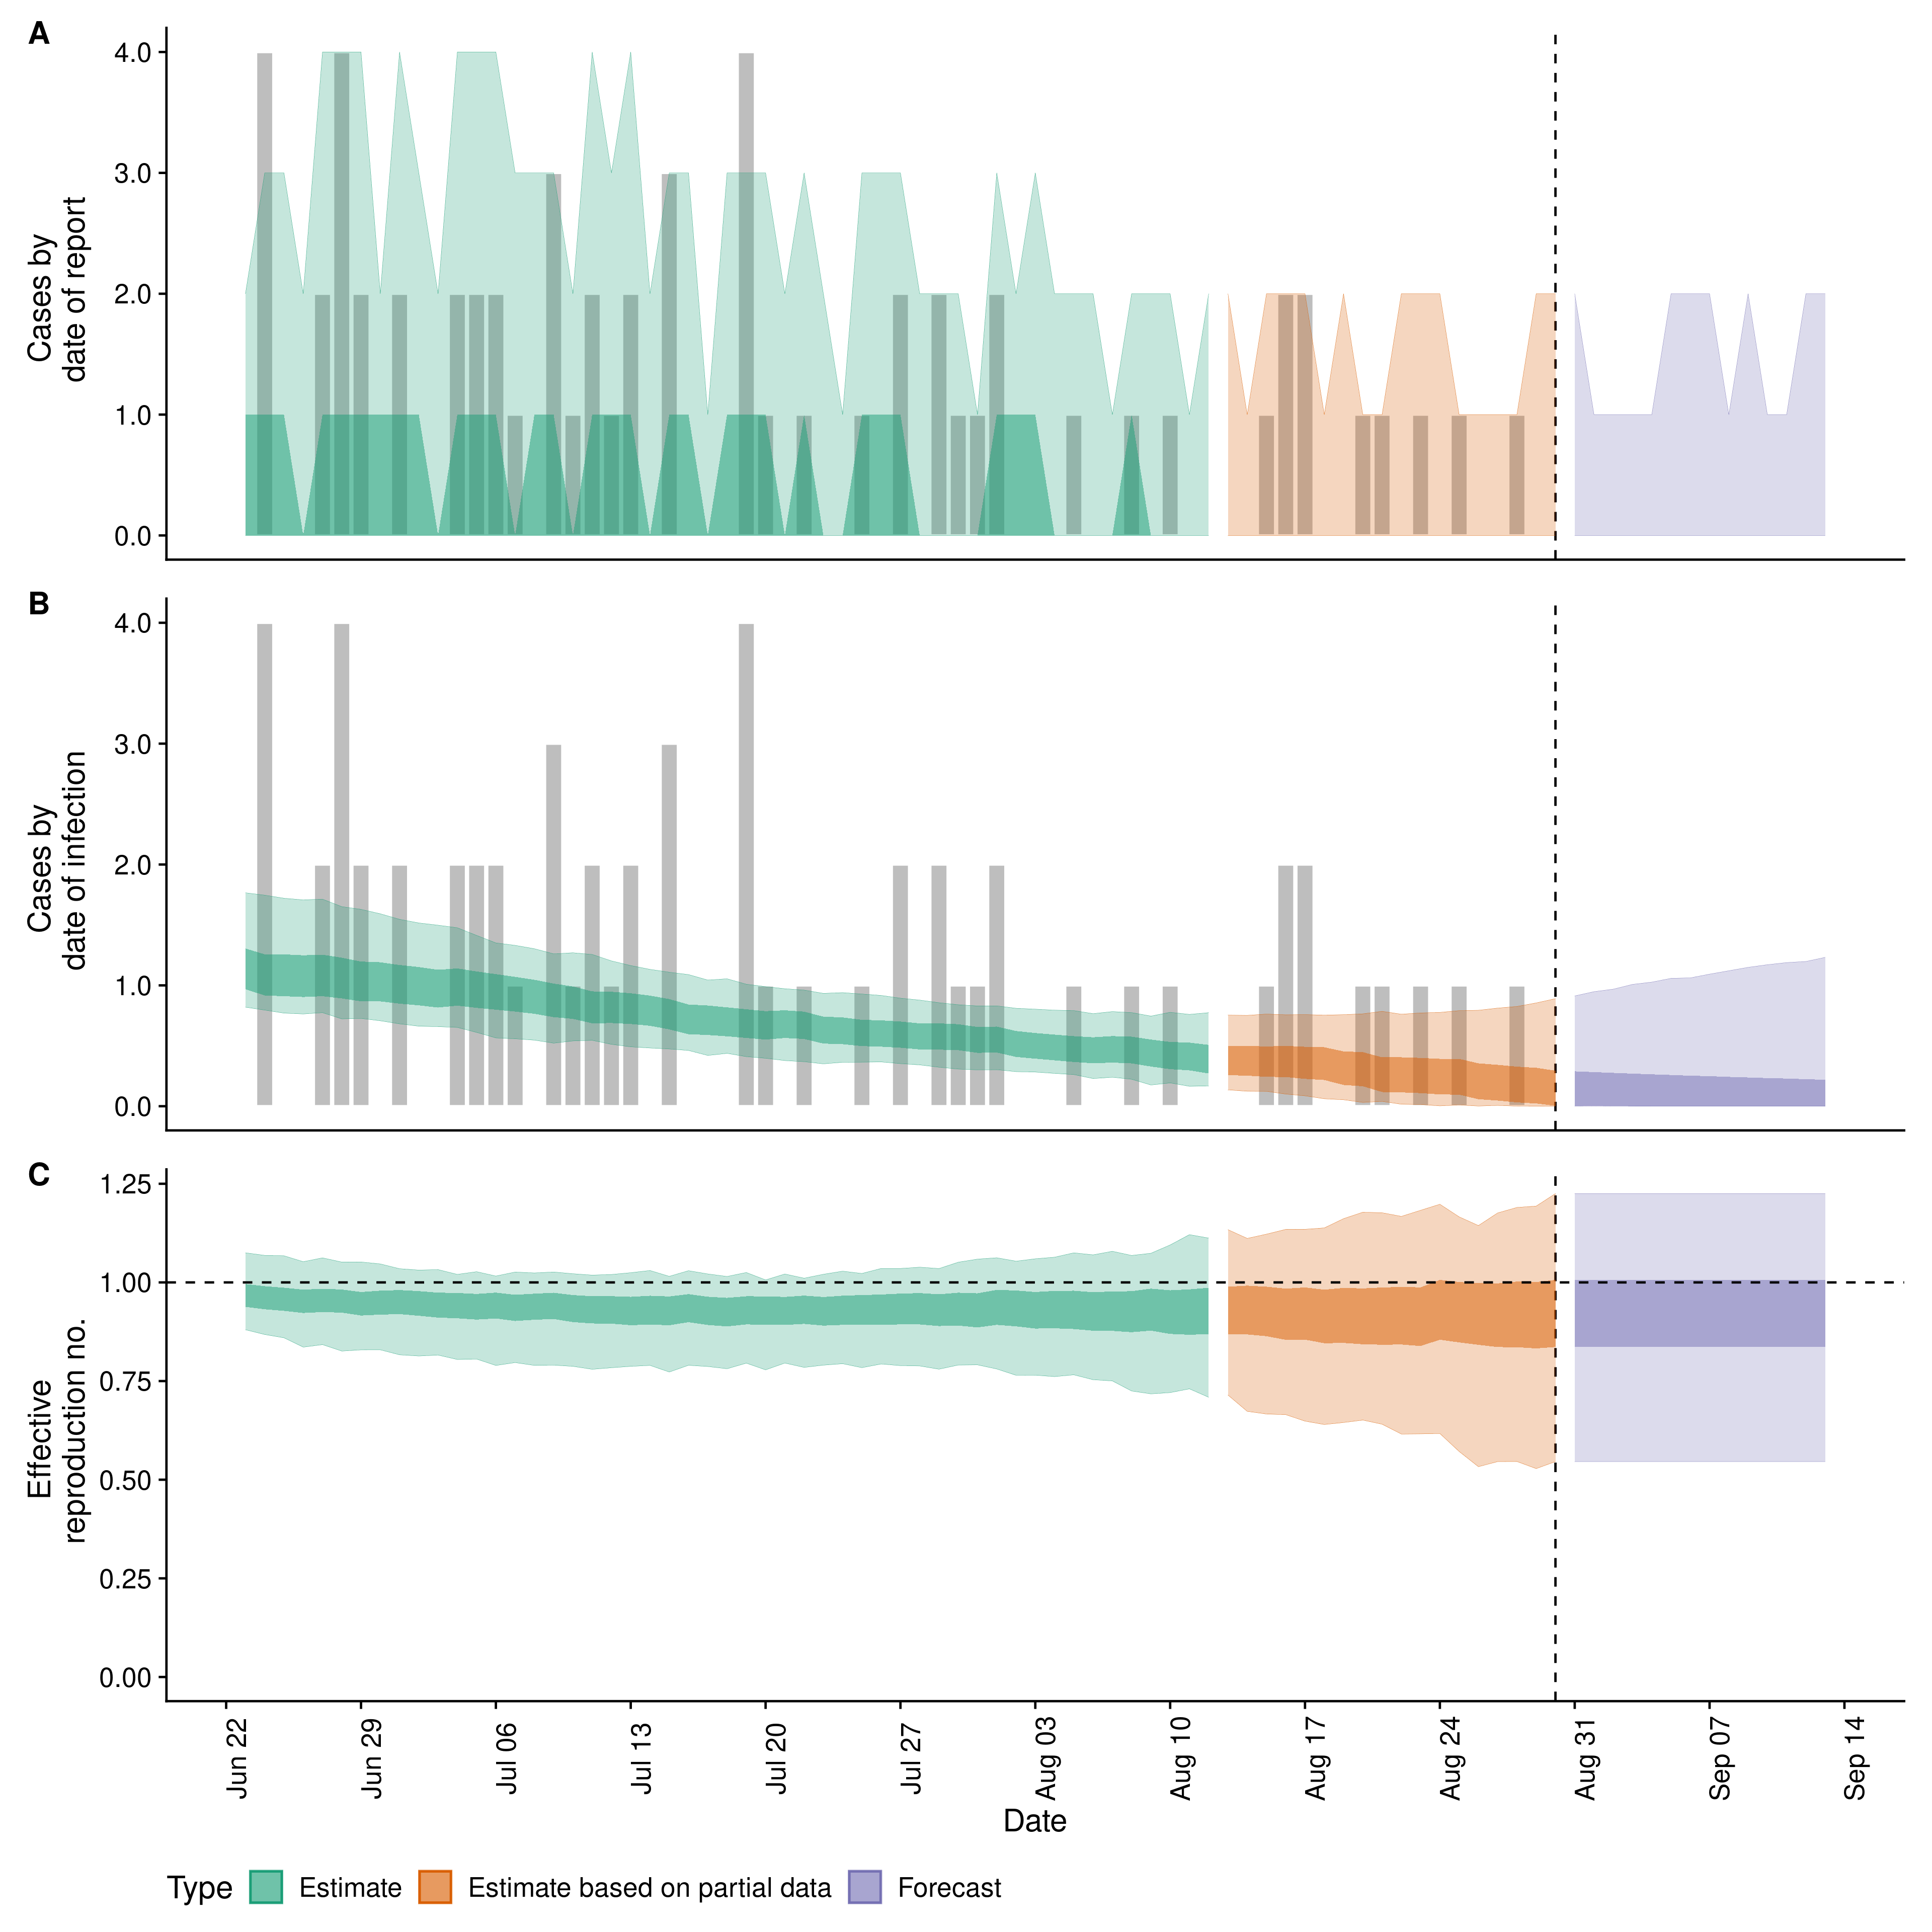 A
4.0
3.0
2.0
1.0
0.0
Cases by
date of report
B
4.0
3.0
2.0
1.0
0.0
Cases by
date of infection
C
1.25
1.00
0.75
0.50
0.25
0.00
Effective
reproduction no.
Jun 22
Jun 29
Jul 06
Jul 13
Jul 20
Jul 27
Aug 03
Aug 10
Aug 17
Aug 24
Aug 31
Sep 07
Sep 14
Date
Type Estimate Estimate based on partial data Forecast